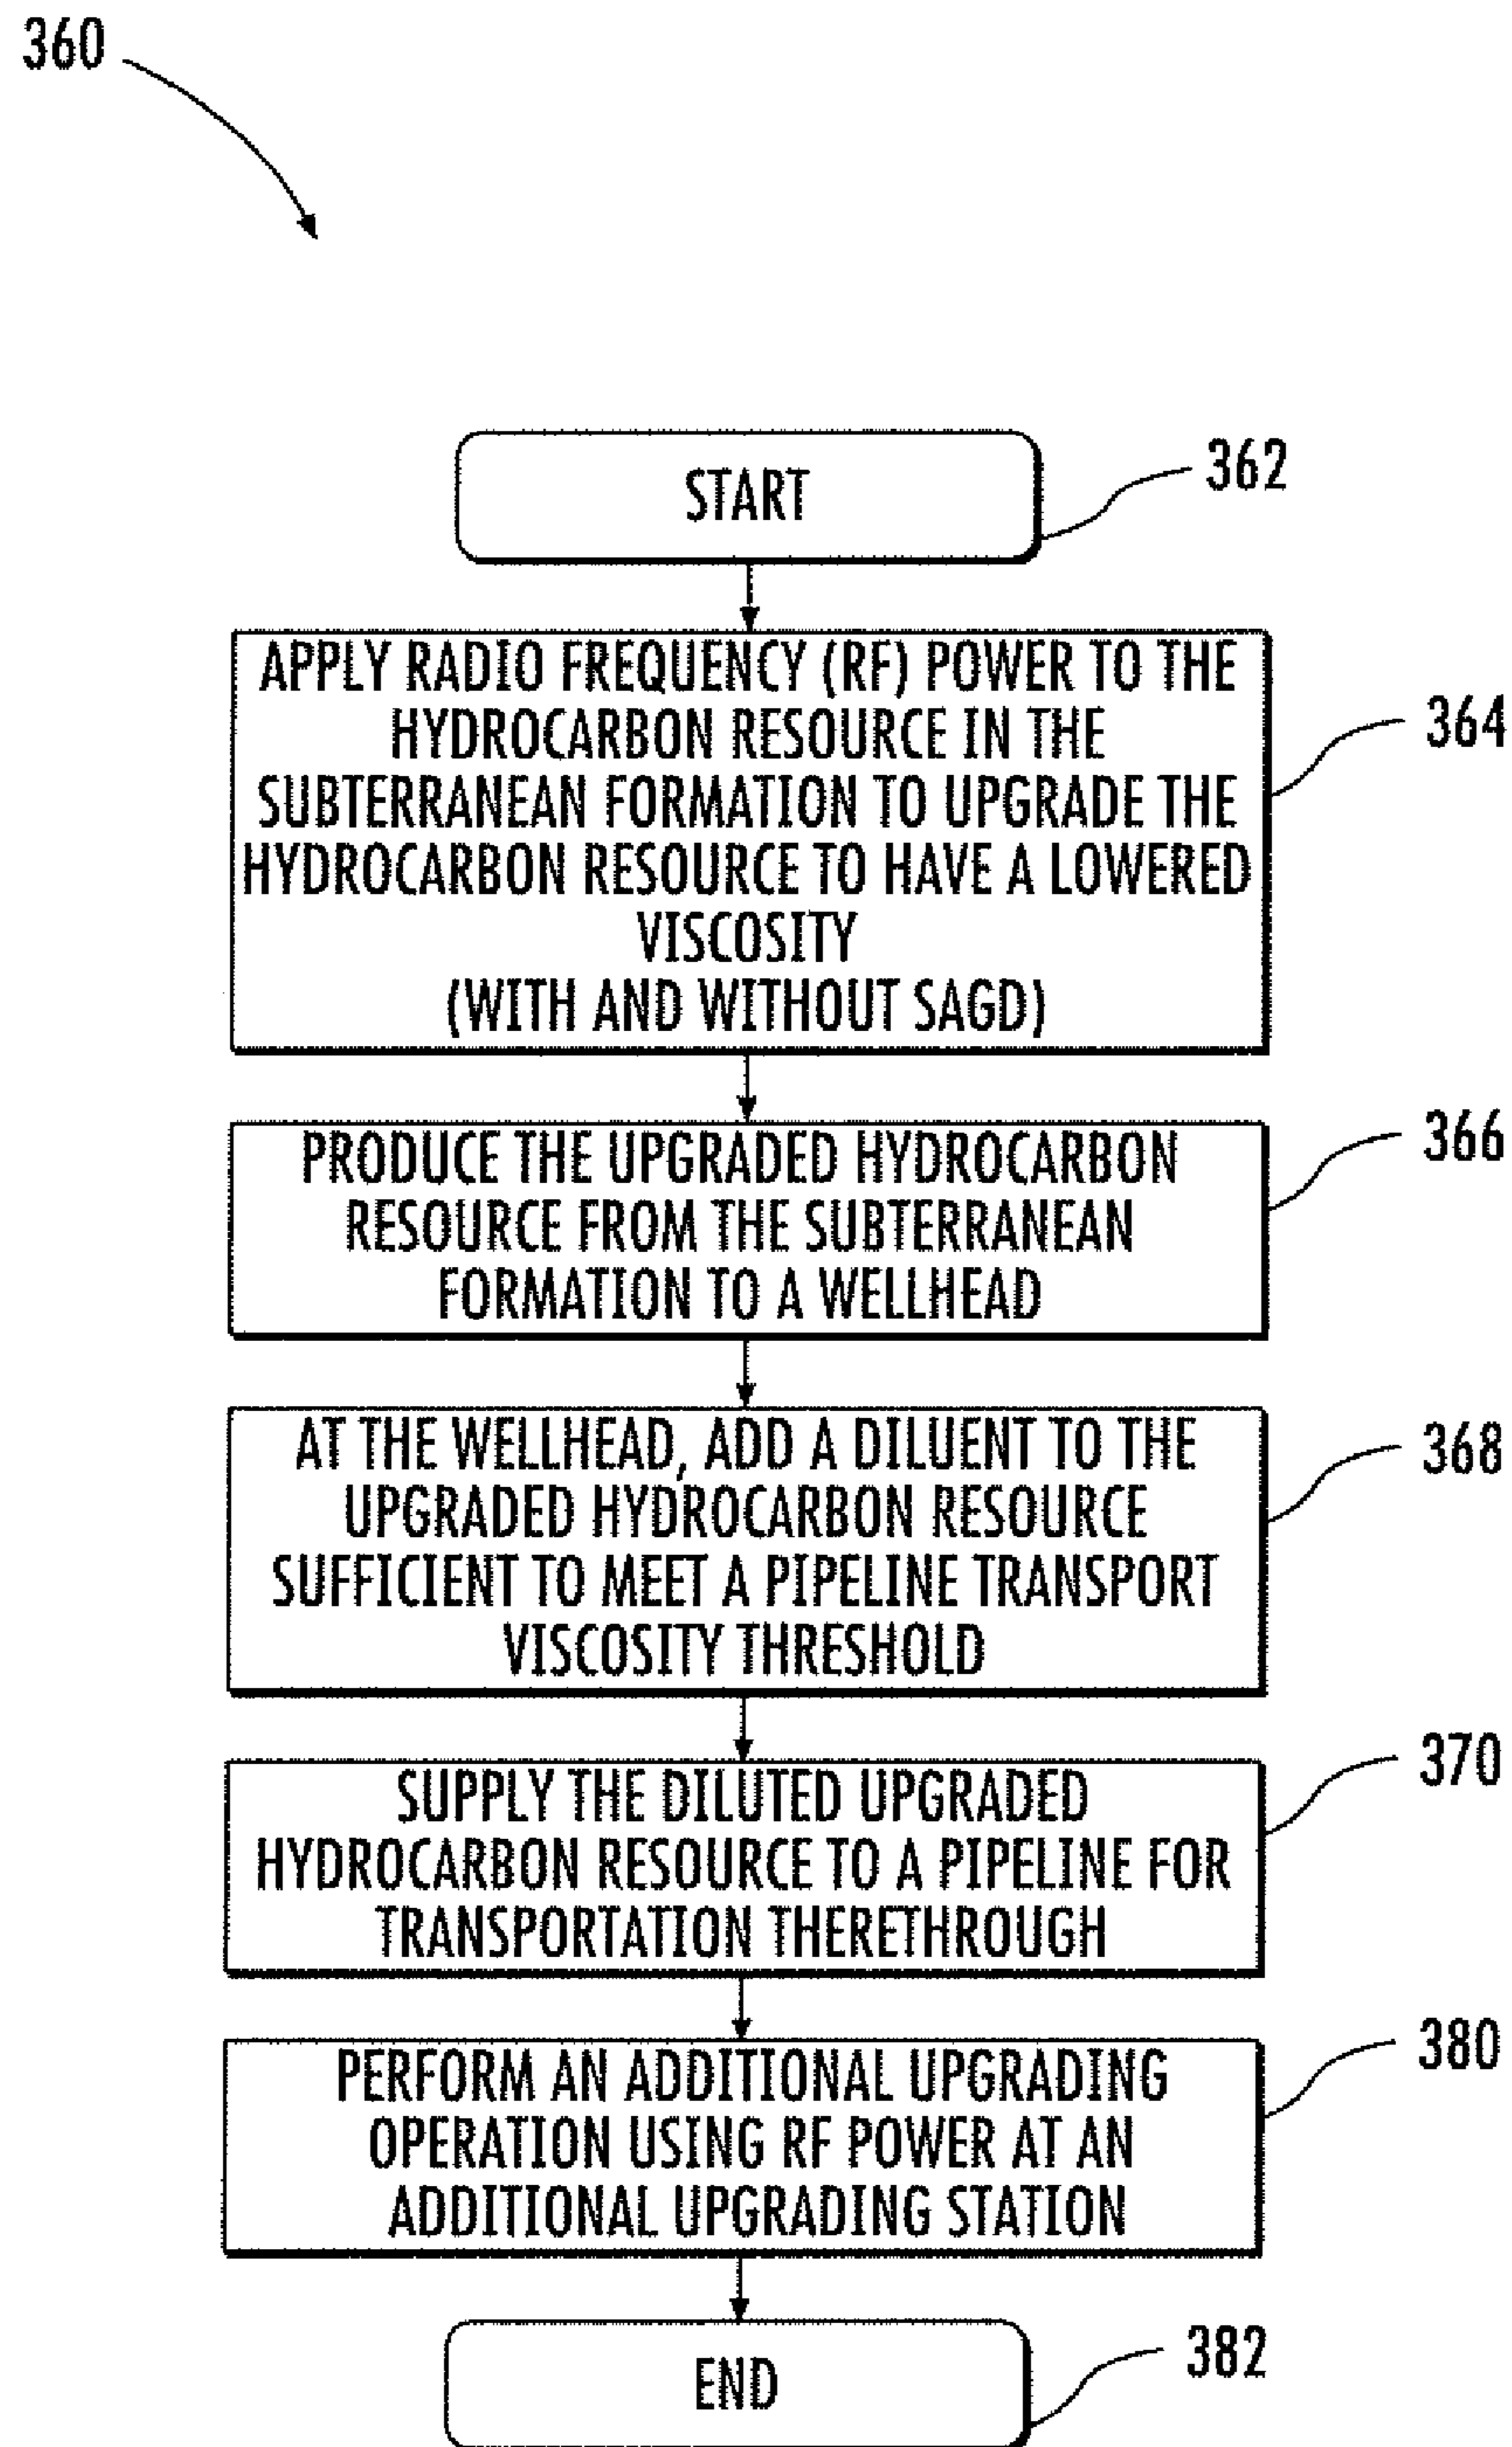 360
START
362
APPLY RADIO FREQUENCY (RF) POWER TO THE
HYDROCARBON RESOURCE IN THE
SUBTERRANEAN FORMATION TO UPGRADE THE
HYDROCARBON RESOURCE TO HAVE A LOWERED
VISCOSITY
(WITH AND WITHOUT SAGD)
364
PRODUCE THE UPGRADED HYDROCARBON
RESOURCE FROM THE SUBTERRANEAN
FORMATION TO A WELLHEAD
366
AT THE WELLHEAD, ADD A DILUENT TO THE
UPGRADED HYDROCARBON RESOURCE
SUFFICIENT TO MEET A PIPELINE TRANSPORT
VISCOSITY THRESHOLD
368
SUPPLY THE DILUTED UPGRADED
HYDROCARBON RESOURCE TO A PIPELINE FOR
TRANSPORTATION THERETHROUGH
370
PERFORM AN ADDITIONAL UPGRADING
OPERATION USING RF POWER AT AN
ADDITIONAL UPGRADING STATION
380
END
382